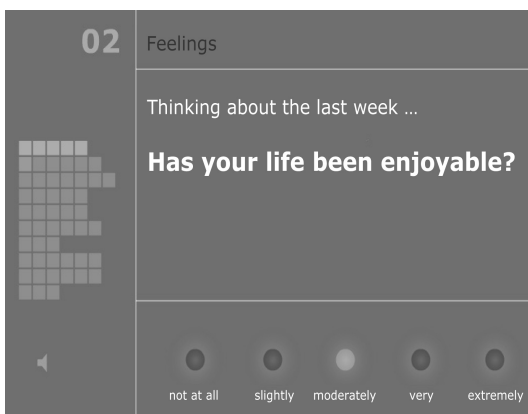 02
Feelings
Thinking about the last week ...
Has your life been enjoyable?
not at all slightly moderately very extremely